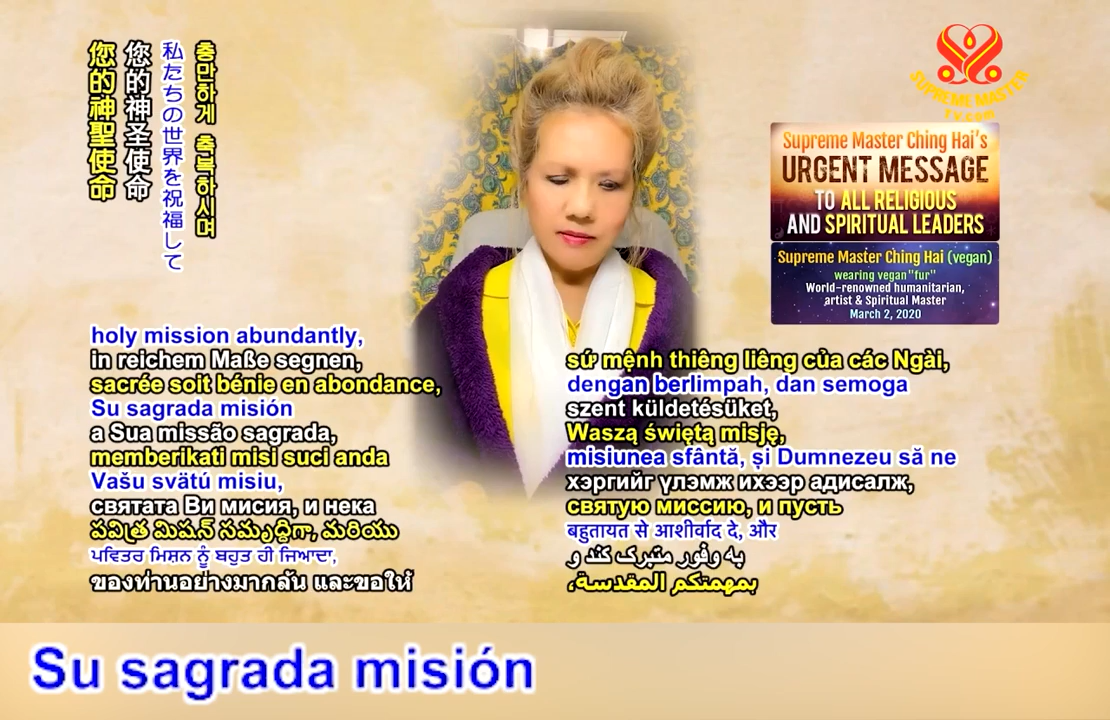 您的神聖使命
您的神圣使命
私たちの世界を祝福して
충만하게 축복하시며
SUPREME MASTER
TV.com
Supreme Master Ching Hai's
URGENT MESSAGE
TO ALL RELIGIOUS
AND SPIRITUAL LEADERS
Supreme Master Ching Hai (vegan)
wearing vegan "fur"
World-renowned humanitarian,
artist & Spiritual Master
March 2, 2020
holy mission abundantly,
in reichem Maße segnen,
sacrée soit bénie en abondance,
Su sagrada misión
a Sua missão sagrada,
memberikati misi suci anda
Vašu svätú misiu,
святата Ви мисия, и нека
పవిత్ర మిషన్ సమృద్ధిగా, మరియు
ਪਵਿਤਰ ਮਿਸ਼ਨ ਨੂੰ ਬਹੁਤ ਹੀ ਜਿਆਦਾ,
ของท่านอย่างมากล้น และขอให้
sứ mệnh thiêng liêng của các Ngài,
dengan berlimpah, dan semoga
szent küldetésüket,
Waszą świętą misję,
misiunea sfântă, și Dumnezeu să ne
хэргийг үлэмж ихээр адисалж,
святую миссию, и пусть
बहुतायत से आशीर्वाद दे, और
به وفور متبرک کند و
بمهمتكم المقدسة،
Su sagrada misión